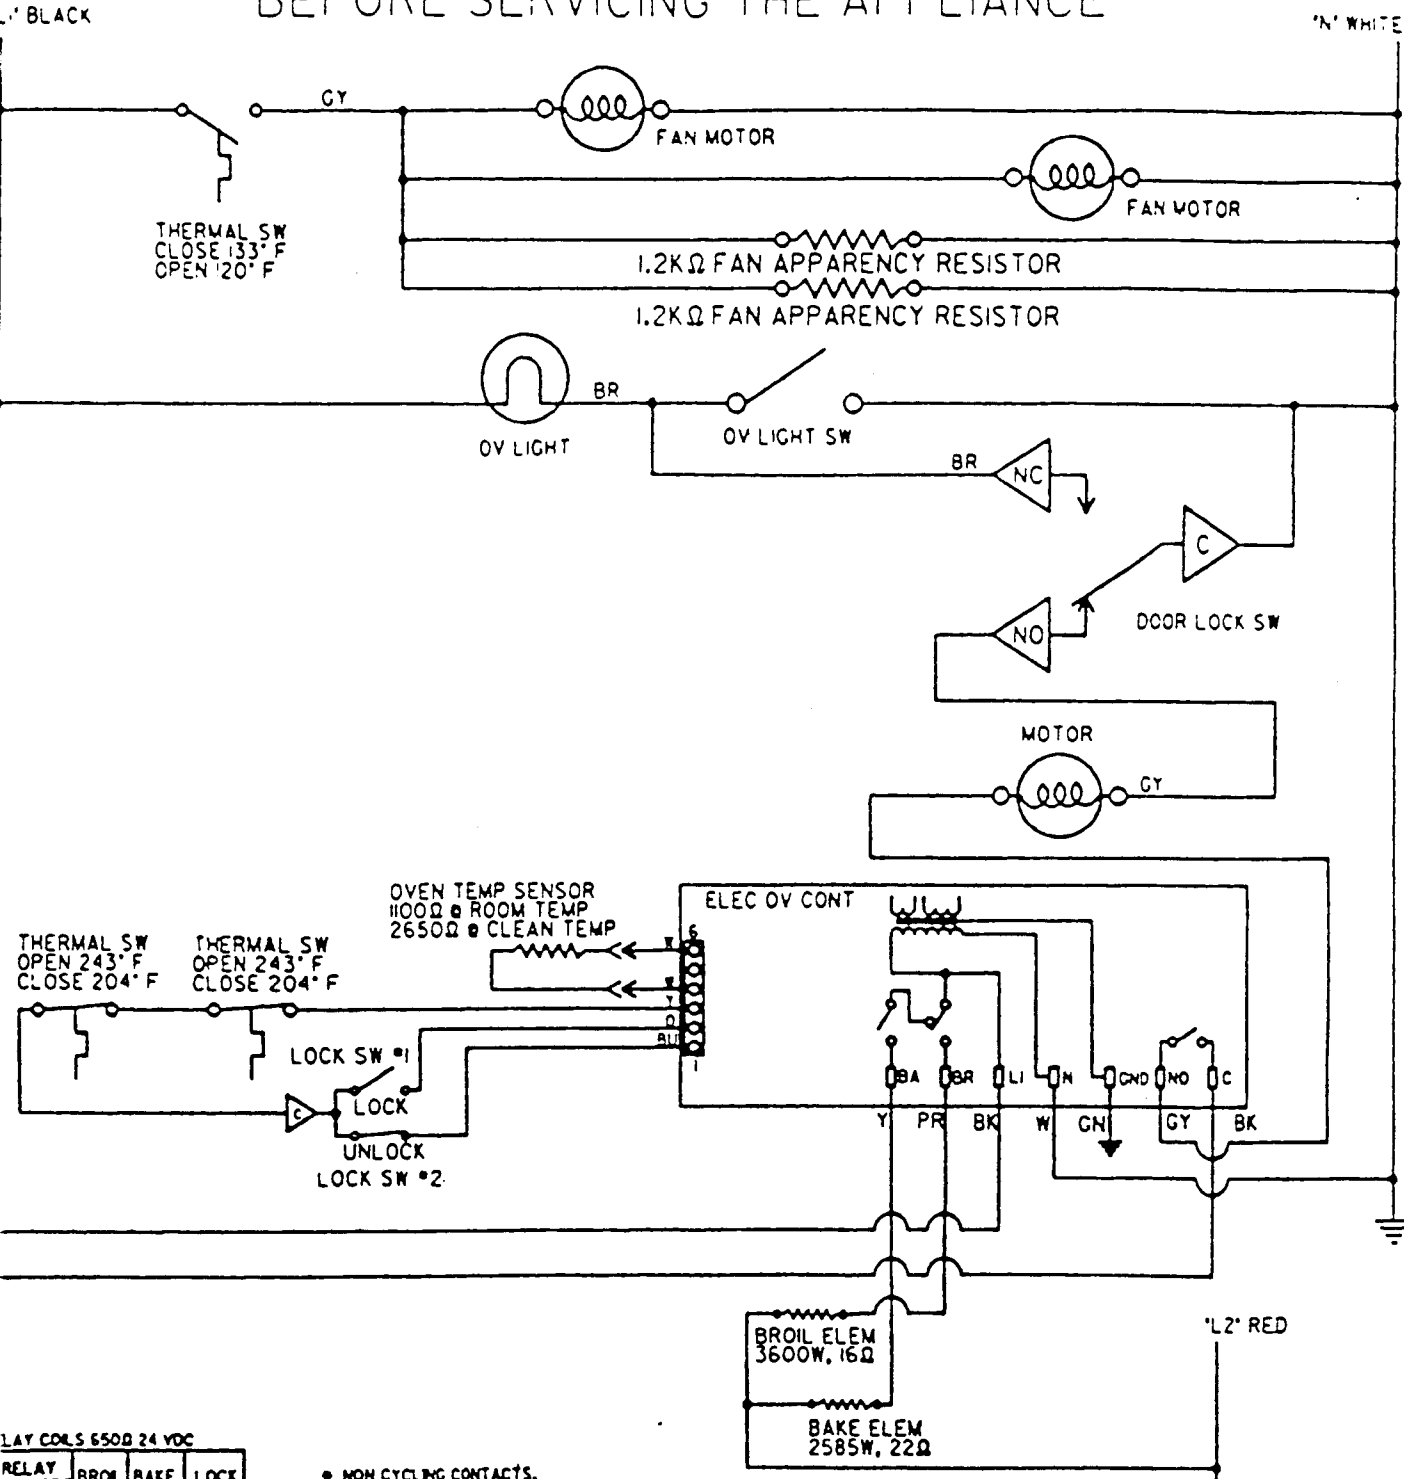 BEFORE SERVICING THE APPLIANCE
BLACK
"N" WHITE
GY
FAN MOTOR
FAN MOTOR
THERMAL SW
CLOSE 133° F
OPEN 120° F
1.2KΩ FAN APPARENCY RESISTOR
1.2KΩ FAN APPARENCY RESISTOR
BR
OV LIGHT
OV LIGHT SW
BR
NC
C
DOOR LOCK SW
NO
MOTOR
GY
OVEN TEMP SENSOR
1100Ω @ ROOM TEMP
2650Ω @ CLEAN TEMP
ELEC OV CONT
THERMAL SW
OPEN 243° F
CLOSE 204° F
THERMAL SW
OPEN 243° F
CLOSE 204° F
6
W
W
Y
O
BU
1
LOCK SW #1
LOCK
C
UNLOCK
LOCK SW #2
BA
BR
L1
N
GND
NO
C
Y
PR
BK
W
GN
GY
BK
BROIL ELEM
3600W, 16Ω
"L2" RED
BAKE ELEM
2585W, 22Ω
LAY COILS 650Ω 24 VDC
RELAY BROIL BAKE LOCK
* NON CYCLING CONTACTS.